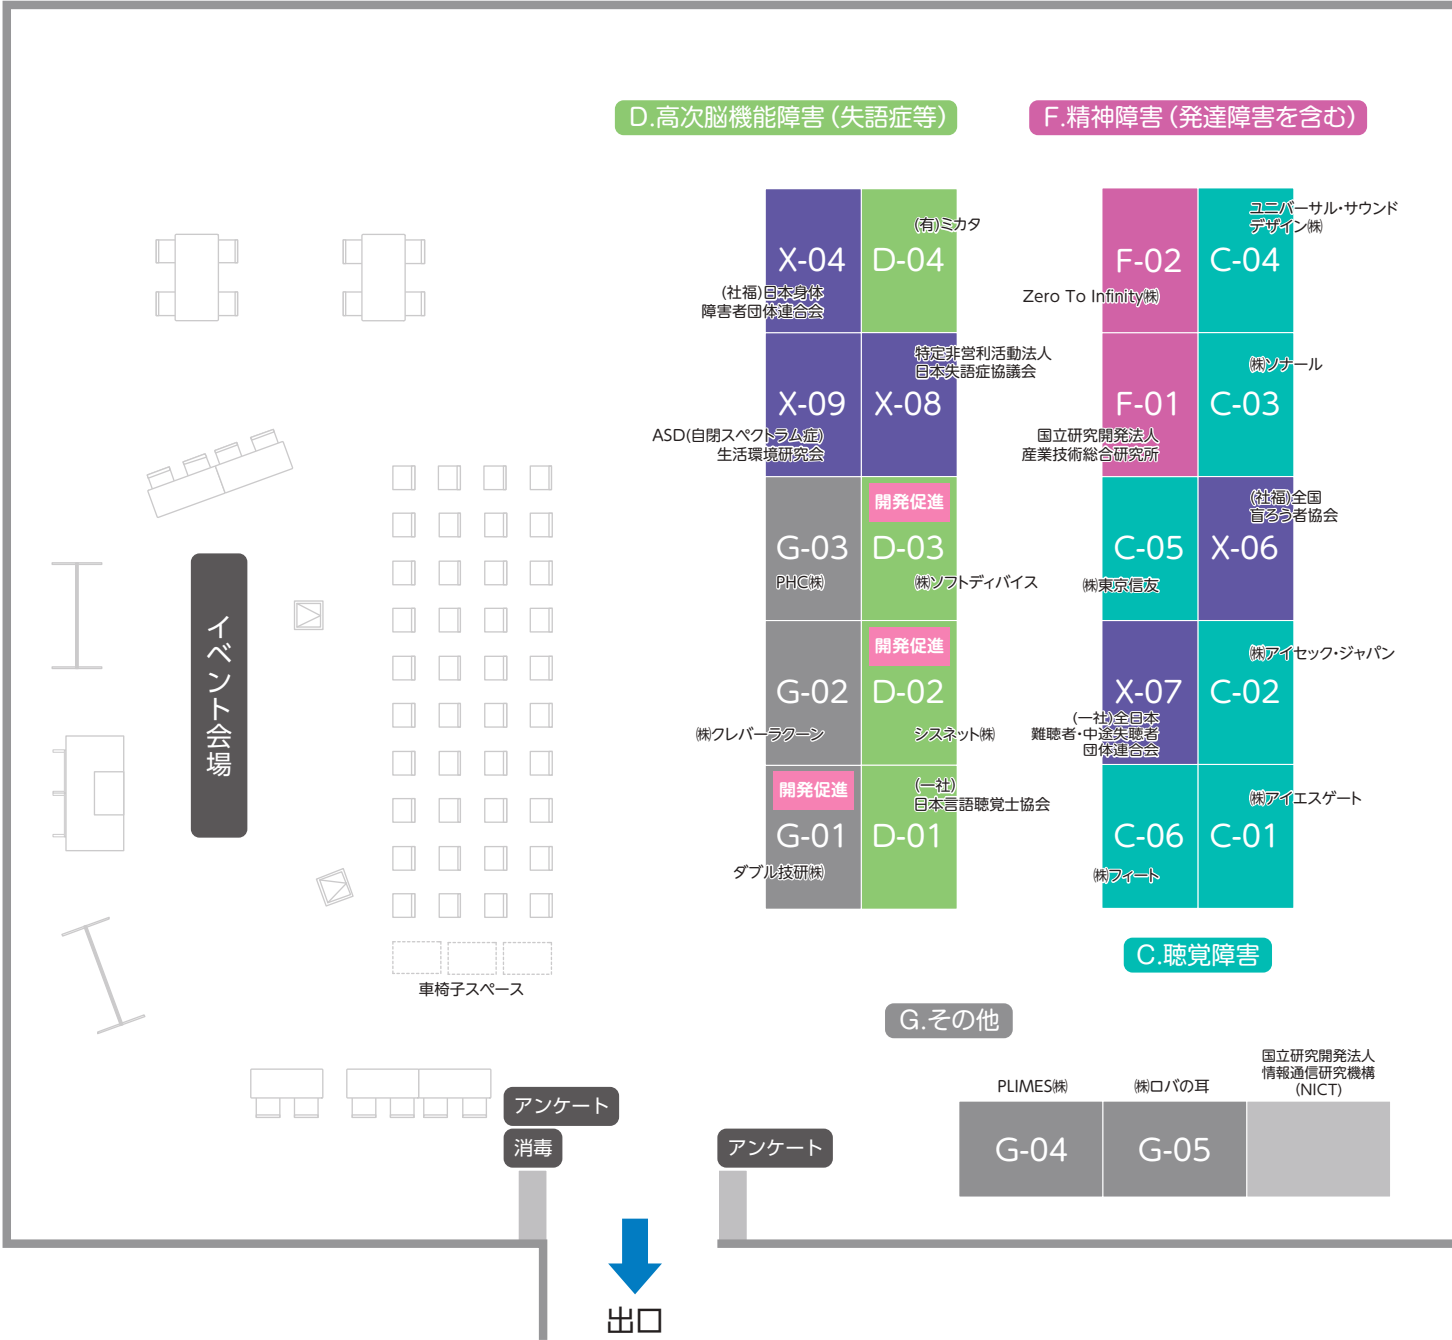 D.高次脳機能障害(失語症等)
F.精神障害(発達障害を含む)
X-04
(社福)日本身体
障害者団体連合会
D-04
(有)ミカタ
F-02
Zero To Infinity㈱
C-04
ユニバーサル・サウンド
デザイン㈱
X-09
ASD(自閉スペクトラム症)
生活環境研究会
X-08
特定非営利活動法人
日本失語症協議会
F-01
国立研究開発法人
産業技術総合研究所
C-03
㈱ソナール
G-03
PHC㈱
開発促進
D-03
㈱ソフトディバイス
C-05
㈱東京信友
X-06
(社福)全国
盲ろう者協会
G-02
㈱クレバーラクーン
開発促進
D-02
シスネット㈱
X-07
(一社)全日本
難聴者・中途失聴者
団体連合会
C-02
㈱アイセック・ジャパン
開発促進
G-01
ダブル技研㈱
D-01
(一社)
日本言語聴覚士協会
C-06
㈱フィート
C-01
㈱アイエスゲート
イベント会場
車椅子スペース
C.聴覚障害
G.その他
PLIMES㈱
G-04
㈱ロバの耳
G-05
国立研究開発法人
情報通信研究機構
(NICT)
アンケート
消毒
アンケート
出口